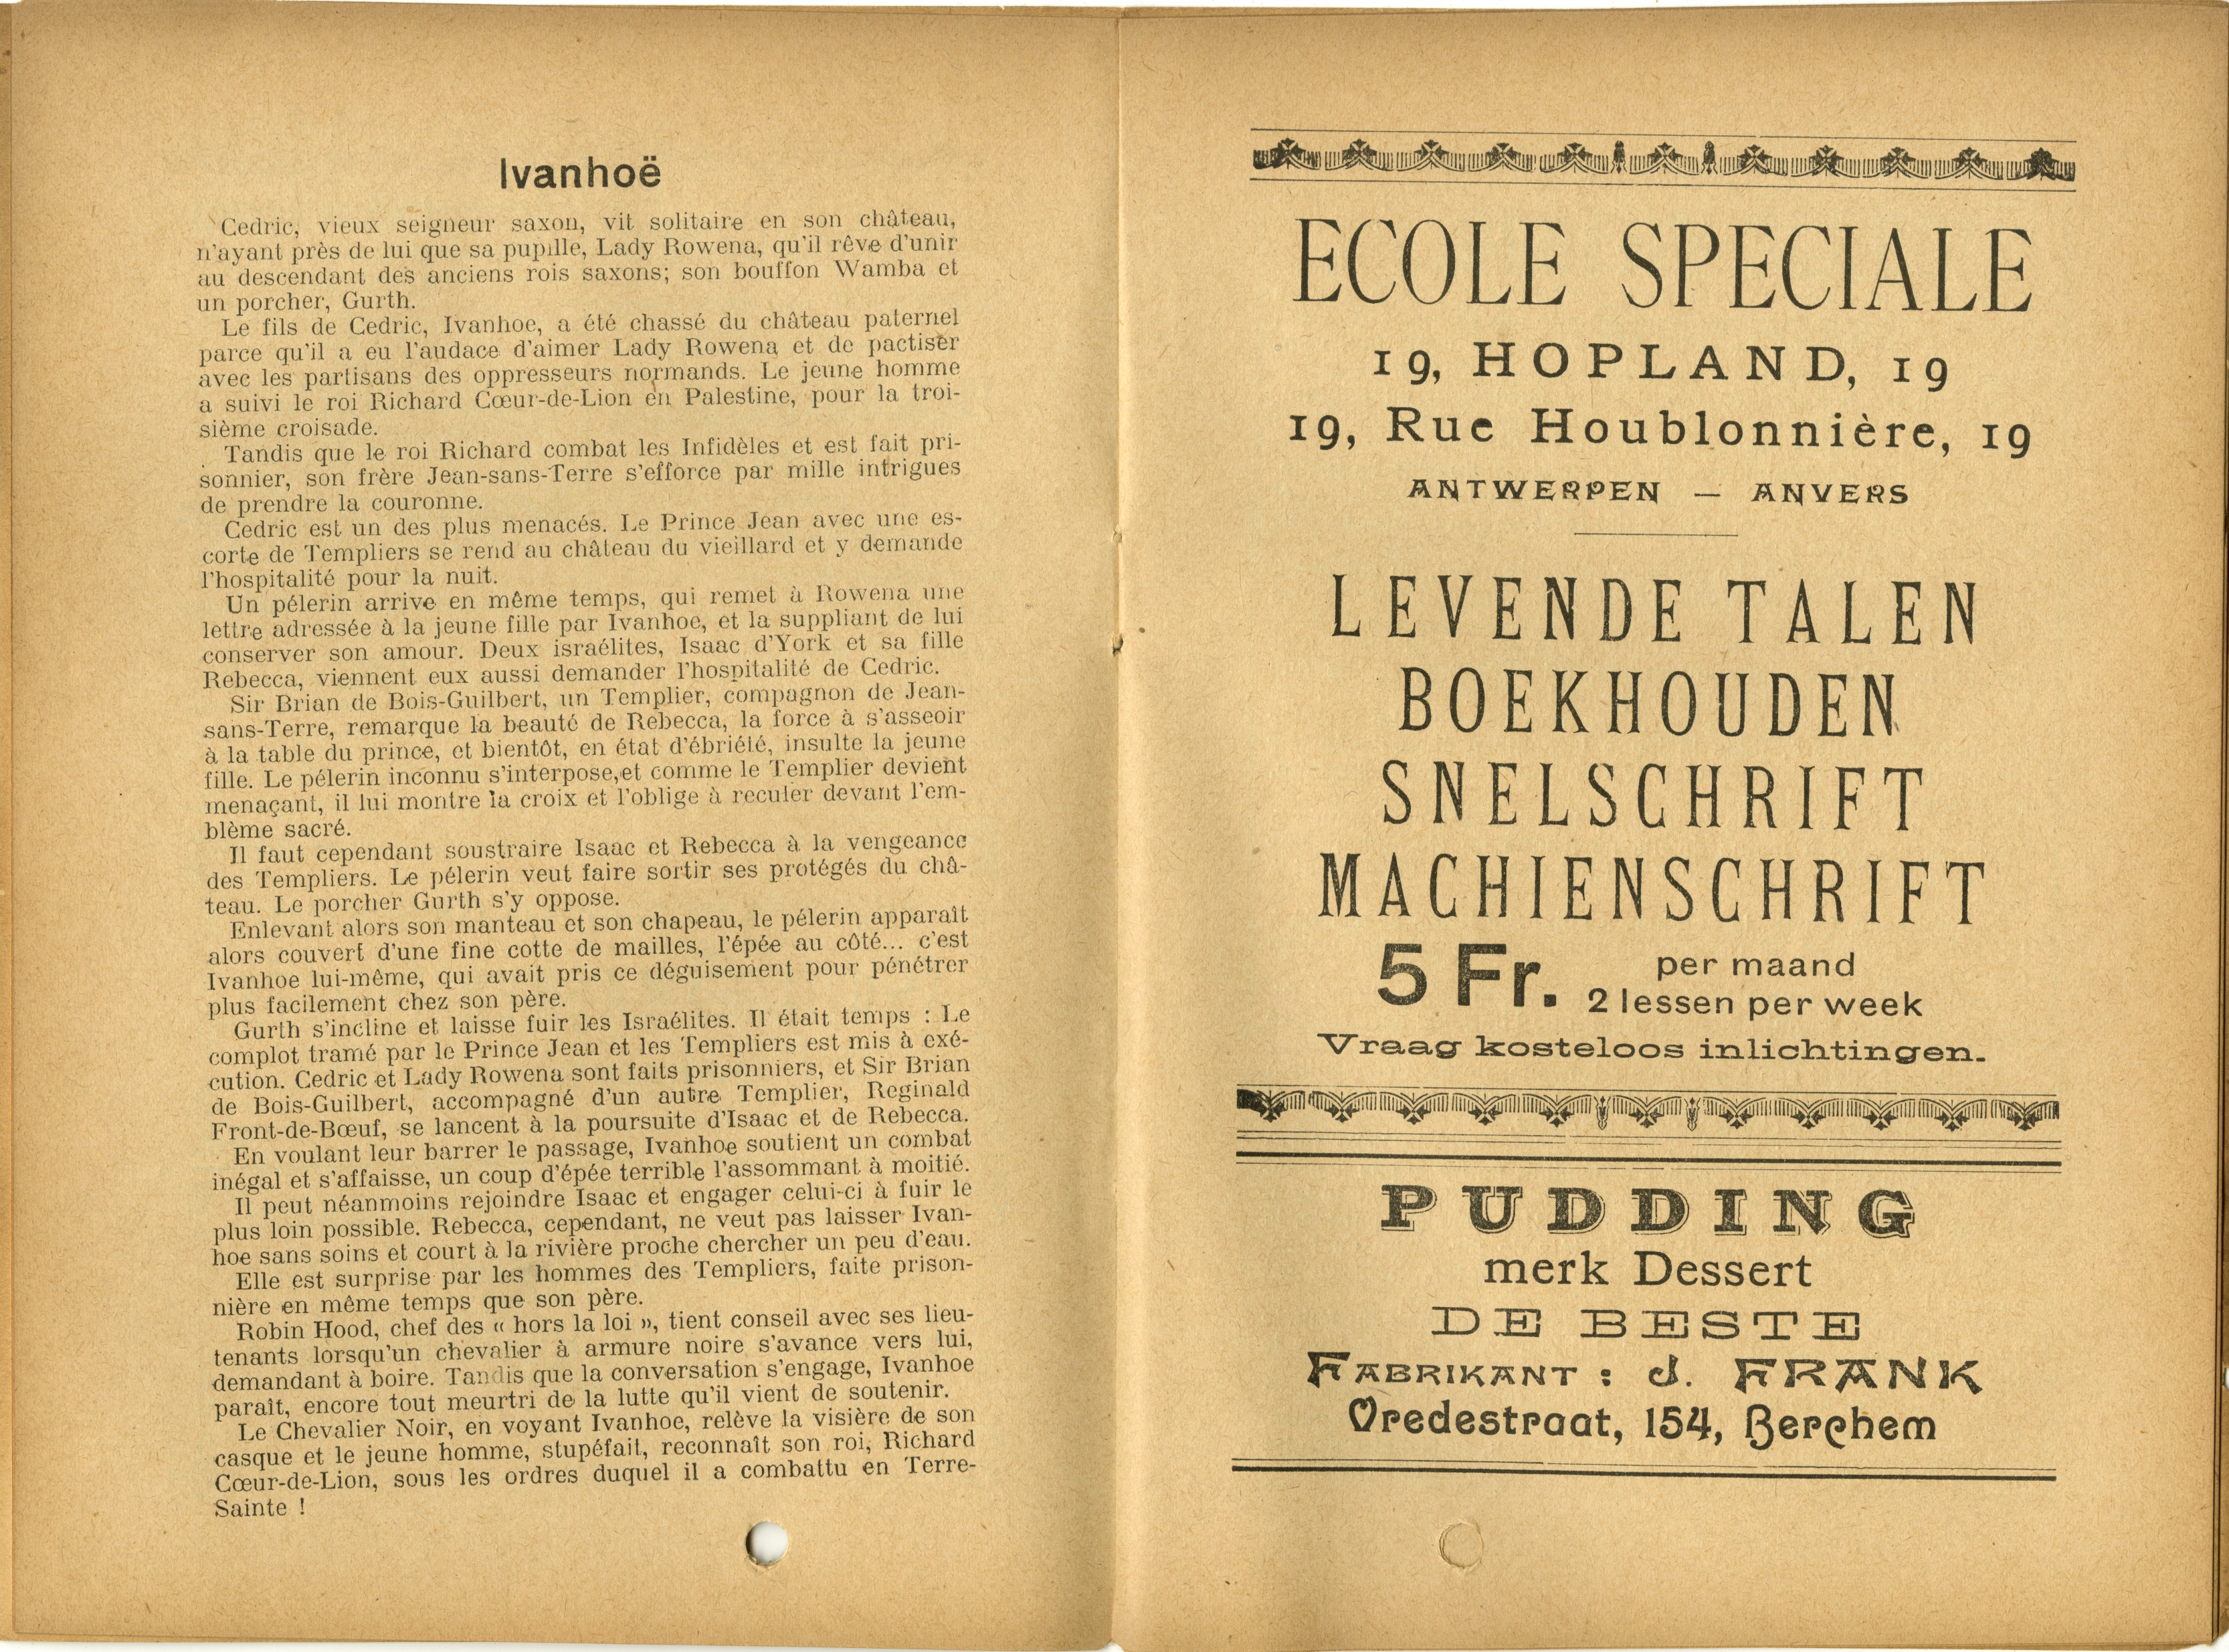 Ivanhoë
Cedric, vieux seigneur saxon, vit solitaire en son château,
n'ayant près de lui que sa pupille, Lady Rowena, qu'il rêve d'unir
au descendant des anciens rois saxons; son bouffon Wamba et
un porcher, Gurth.
Le fils de Cedric, Ivanhoe, a été chassé du château paternel
parce qu'il a eu l'audace d'aimer Lady Rowena et de pactiser
avec les partisans des oppresseurs normands. Le jeune homme
a suivi le roi Richard Cœur-de-Lion en Palestine, pour la troi-
sième croisade.
Tandis que le roi Richard combat les Infidèles et est fait pri-
sonnier, son frère Jean-sans-Terre s'efforce par mille intrigues
de prendre la couronne.
Cedric est un des plus menacés. Le Prince Jean avec une es-
corte de Templiers se rend au château du vieillard et y demande
l'hospitalité pour la nuit.
Un pélerin arrive en même temps, qui remet à Rowena une
lettre adressée à la jeune fille par Ivanhoe, et la suppliant de lui
conserver son amour. Deux israélites, Isaac d'York et sa fille
Rebecca, viennent eux aussi demander l'hospitalité de Cedric.
Sir Brian de Bois-Guilbert, un Templier, compagnon de Jean-
sans-Terre, remarque la beauté de Rebecca, la force à s'asseoir
à la table du prince, et bientôt, en état d'ébriété, insulte la jeune
fille. Le pélerin inconnu s'interpose,et comme le Templier devient
menaçant, il lui montre la croix et l'oblige à reculer devant l'em-
blème sacré.
Il faut cependant soustraire Isaac et Rebecca à la vengeance
des Templiers. Le pélerin veut faire sortir ses protégés du châ-
teau. Le porcher Gurth s'y oppose.
Enlevant alors son manteau et son chapeau, le pélerin apparaît
alors couvert d'une fine cotte de mailles, l'épée au côté... c'est
Ivanhoe lui-même, qui avait pris ce déguisement pour pénétrer
plus facilement chez son père.
Gurth s'incline et laisse fuir les Israélites. Il était temps : Le
complot tramé par le Prince Jean et les Templiers est mis à exé-
cution. Cedric et Lady Rowena sont faits prisonniers, et Sir Brian
de Bois-Guilbert, accompagné d'un autre Templier, Reginald
Front-de-Bœuf, se lancent à la poursuite d'Isaac et de Rebecca.
En voulant leur barrer le passage, Ivanhoe soutient un combat
inégal et s'affaisse, un coup d'épée terrible l'assommant à moitié.
Il peut néanmoins rejoindre Isaac et engager celui-ci à fuir le
plus loin possible. Rebecca, cependant, ne veut pas laisser Ivan-
hoe sans soins et court à la rivière proche chercher un peu d'eau.
Elle est surprise par les hommes des Templiers, faite prison-
nière en même temps que son père.
Robin Hood, chef des « hors la loi », tient conseil avec ses lieu-
tenants lorsqu'un chevalier à armure noire s'avance vers lui,
demandant à boire. Tandis que la conversation s'engage, Ivanhoe
paraît, encore tout meurtri de la lutte qu'il vient de soutenir.
Le Chevalier Noir, en voyant Ivanhoe, relève la visière de son
casque et le jeune homme, stupéfait, reconnaît son roi, Richard
Cœur-de-Lion, sous les ordres duquel il a combattu en Terre-
Sainte !
ECOLE SPECIALE
19, HOPLAND, 19
19, Rue Houblonnière, 19
ANTWERPEN — ANVERS
LEVENDE TALEN
BOEKHOUDEN
SNELSCHRIFT
MACHIENSCHRIFT
5 Fr. per maand
2 lessen per week
Vraag kosteloos inlichtingen.
PUDDING
merk Dessert
DE BESTE
FABRIKANT : J. FRANK
Vredestraat, 154, Berchem